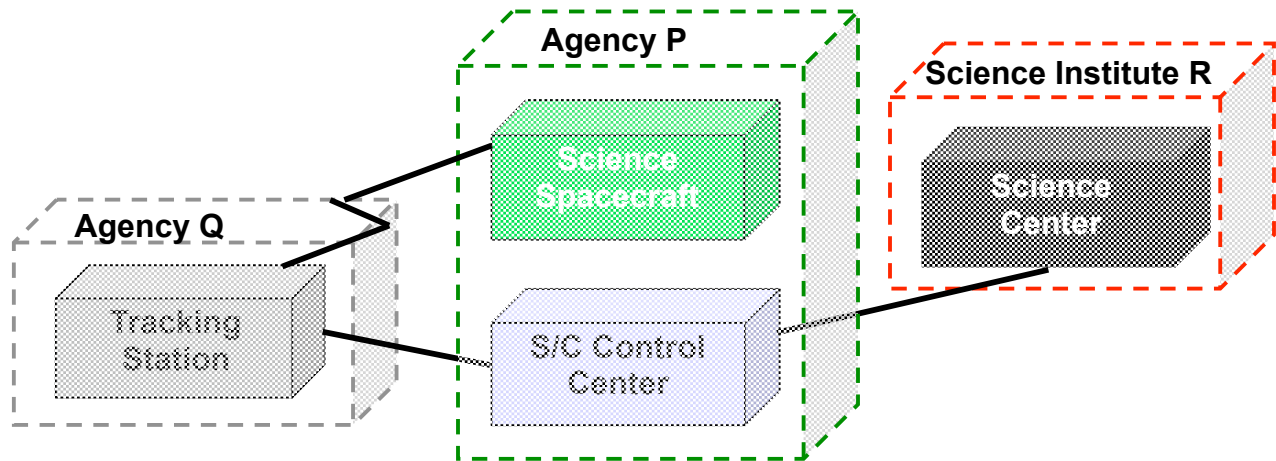 Agency P
Science Institute R
Science
Spacecraft
Science
Center
Agency Q
Tracking
Station
S/C Control
Center